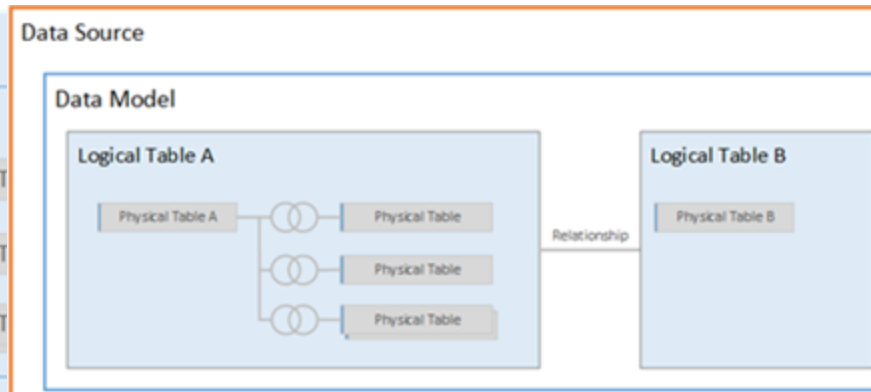 Data Source
Data Model
Logical Table A
Logical Table B
Physical Table A
Physical Table
Physical Table B
Relationship
Physical Table
Physical Table
T
T
T